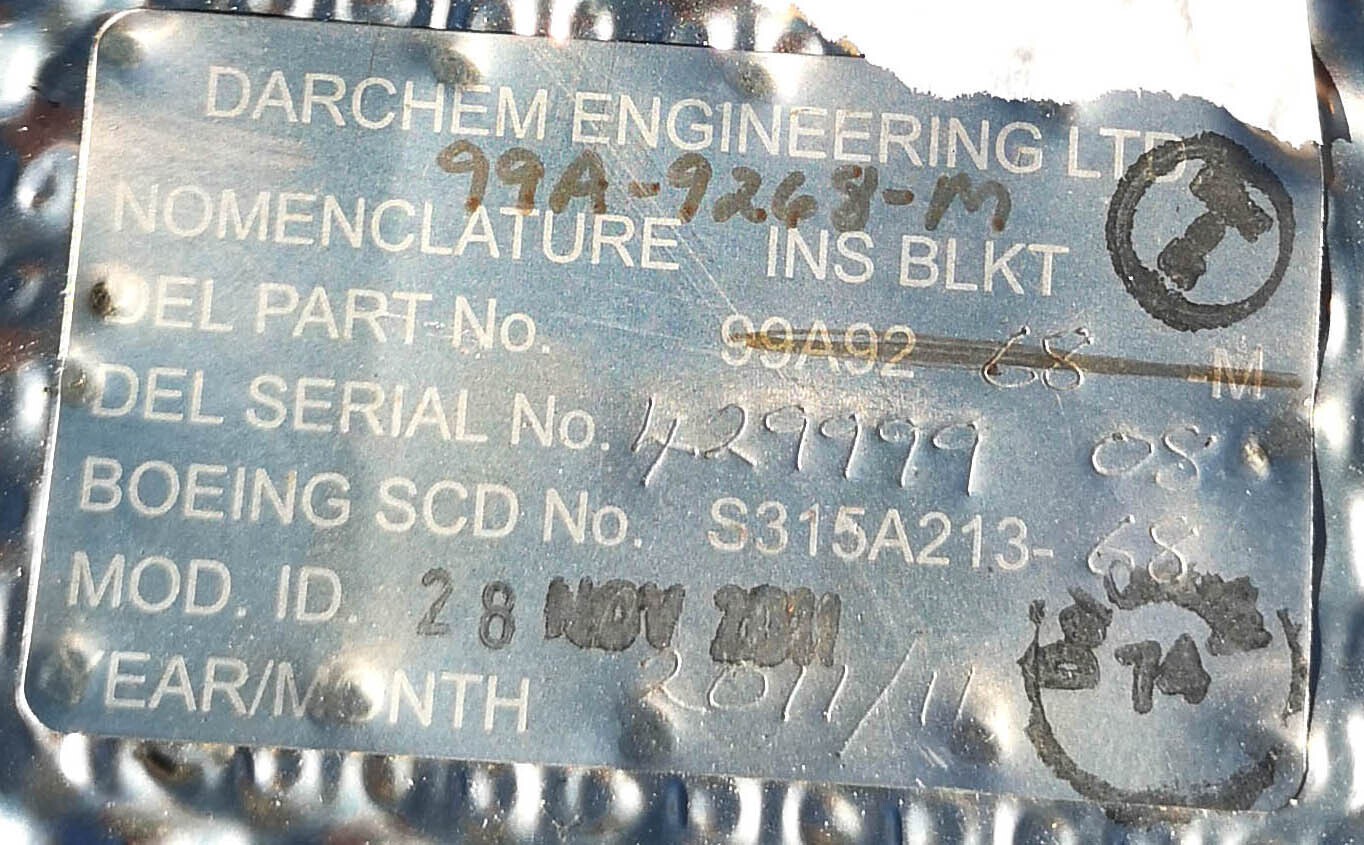 DARCHEM ENGINEERING LTD
99A-9268-M
NOMENCLATURE INS BLKT
DEL PART No. 99A92 68 -M
DEL SERIAL No. 429999 08
BOEING SCD No. S315A213- 68
MOD. ID. 28 NOV 2011
YEAR/MONTH 2011/11
74